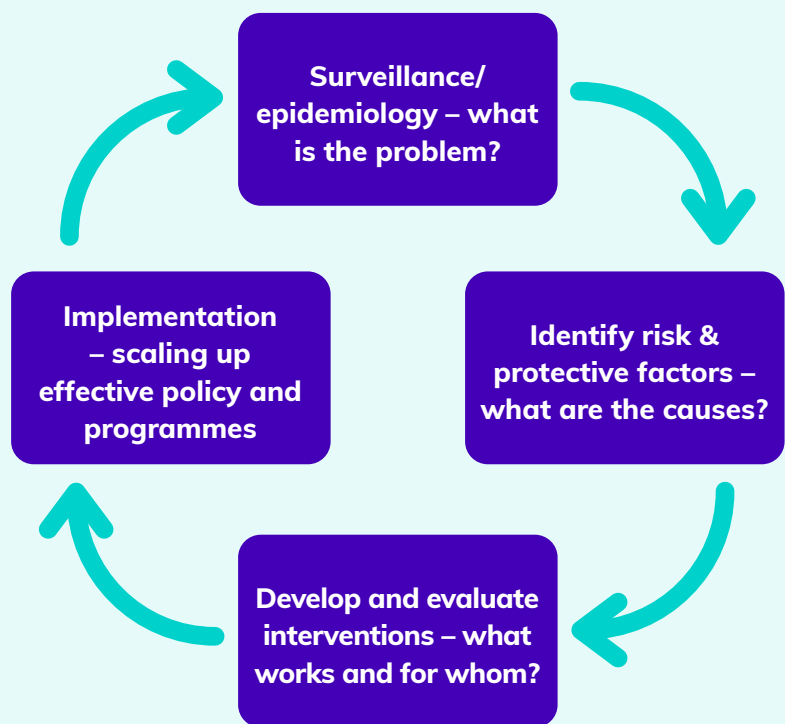 Surveillance/
epidemiology – what
is the problem?
Identify risk &
protective factors –
what are the causes?
Develop and evaluate
interventions – what
works and for whom?
Implementation
– scaling up
effective policy and
programmes